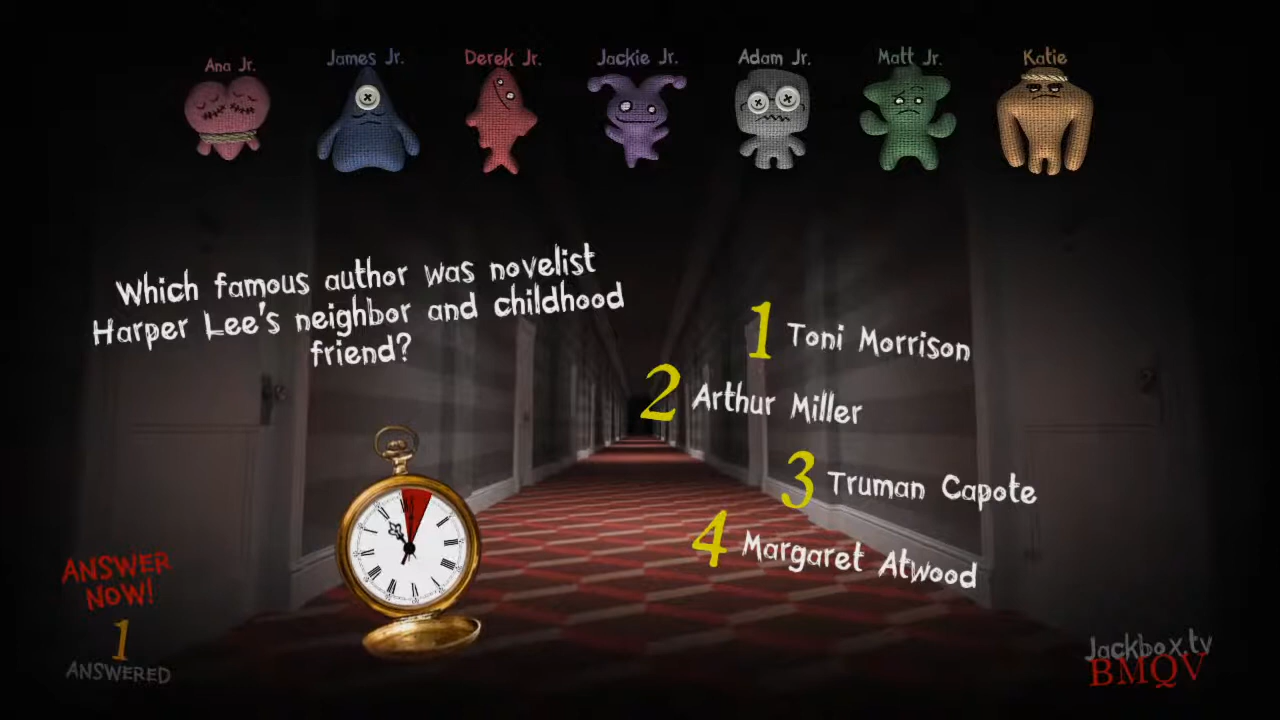 Ana Jr.
James Jr.
Derek Jr.
Jackie Jr.
Adam Jr.
Matt Jr.
Katie
Which famous author was novelist
Harper Lee's neighbor and childhood
friend?
1 Toni Morrison
2 Arthur Miller
3 Truman Capote
4 Margaret Atwood
ANSWER
NOW!
1
ANSWERED
Jackbox.tv
BMQV